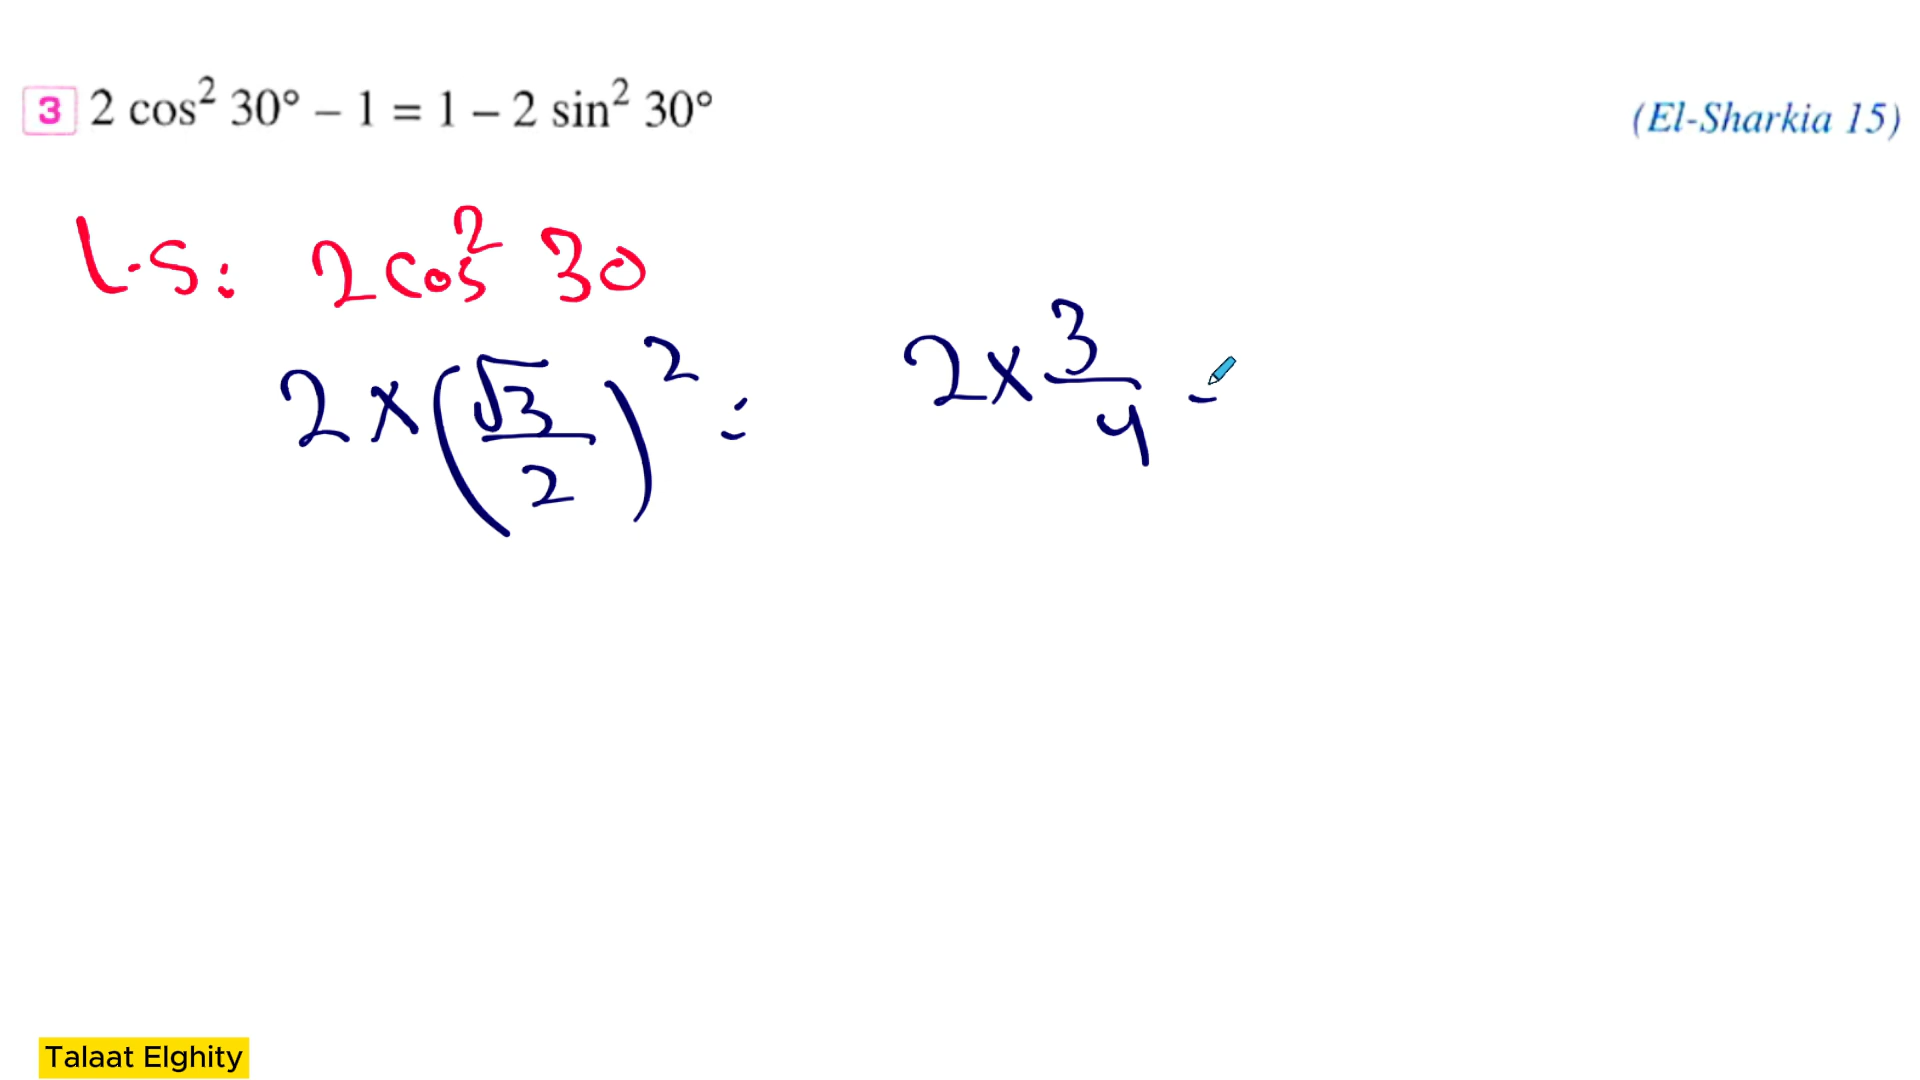 3 2 cos² 30° – 1 = 1 – 2 sin² 30° (El-Sharkia 15)
L.S: 2cos² 30
2 × (√3/2)² = 2 × 3/4 =
Talaat Elghity